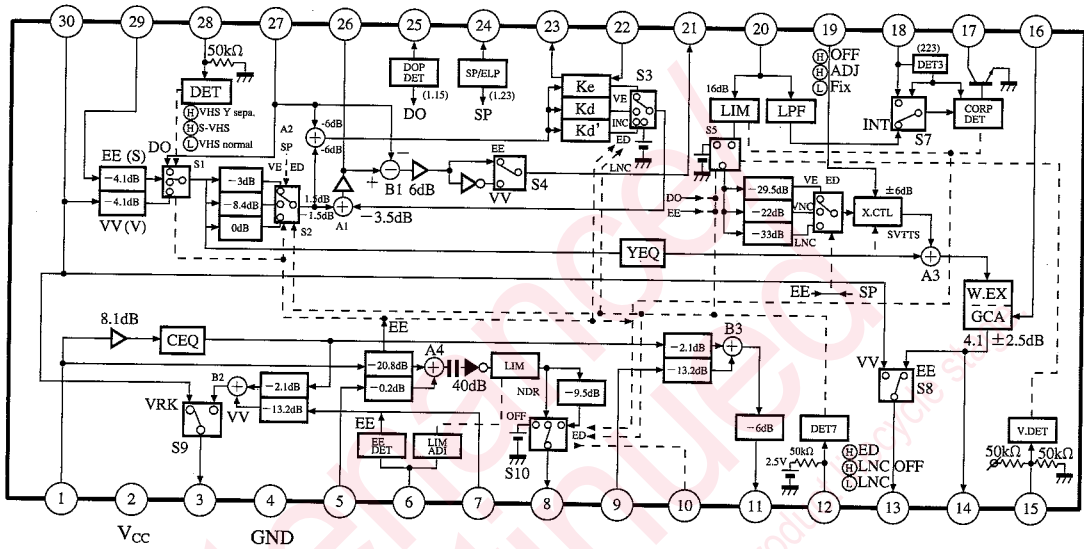 30 29 28 27 26 25 24 23 22 21 20 19 18 17 16
50kΩ
DET
Ⓗ VHS Y sepa.
Ⓗ S-VHS
Ⓛ VHS normal
DOP DET
(1.15)
DO
SP/ELP
(1.23)
SP
Ke
Kd
Kd'
S3
VE
INC
ED
LNC
16dB
LIM
LPF
Ⓗ OFF
Ⓗ ADJ
Ⓛ Fix
(223)
DET3
INT
S7
CORP DET
EE (S)
DO
S1
-4.1dB
-4.1dB
VV (V)
VE
-3dB
-8.4dB
0dB
A2
SP
ED
S2
-6dB
-6dB
1.5dB
-1.5dB
A1
-3.5dB
+
-
B1
6dB
EE
VV
S4
S5
DO
EE
-29.5dB
-22dB
-33dB
VE
ED
VNC
LNC
±6dB
X.CTL
SVTTS
YEQ
A3
EE
SP
W.EX
GCA
4.1 ±2.5dB
8.1dB
CEQ
EE
-20.8dB
-0.2dB
A4
40dB
LIM
NDR
-9.5dB
OFF
ED
S10
B3
-2.1dB
-13.2dB
-6dB
VV
EE
S8
VRK
S9
B2
VV
-2.1dB
-13.2dB
EE
EE DET
LIM ADI
2.5V
50kΩ
DET7
Ⓗ ED
Ⓗ LNC OFF
Ⓛ LNC
V.DET
50kΩ
50kΩ
1 2 3 4 5 6 7 8 9 10 11 12 13 14 15
VCC
GND